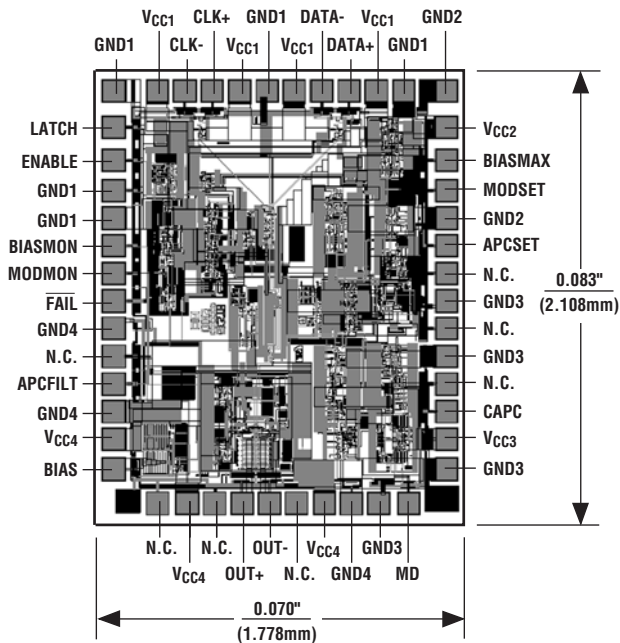 VCC1 CLK+ GND1 DATA- VCC1 GND2
GND1 CLK- VCC1 VCC1 DATA+ GND1
LATCH
ENABLE
GND1
GND1
BIASMON
MODMON
FAIL
GND4
N.C.
APCFILT
GND4
VCC4
BIAS
VCC2
BIASMAX
MODSET
GND2
APCSET
N.C.
GND3
N.C.
GND3
N.C.
CAPC
VCC3
GND3
0.083"
(2.108mm)
N.C. N.C. OUT- VCC4 GND3
VCC4 OUT+ N.C. GND4 MD
0.070"
(1.778mm)